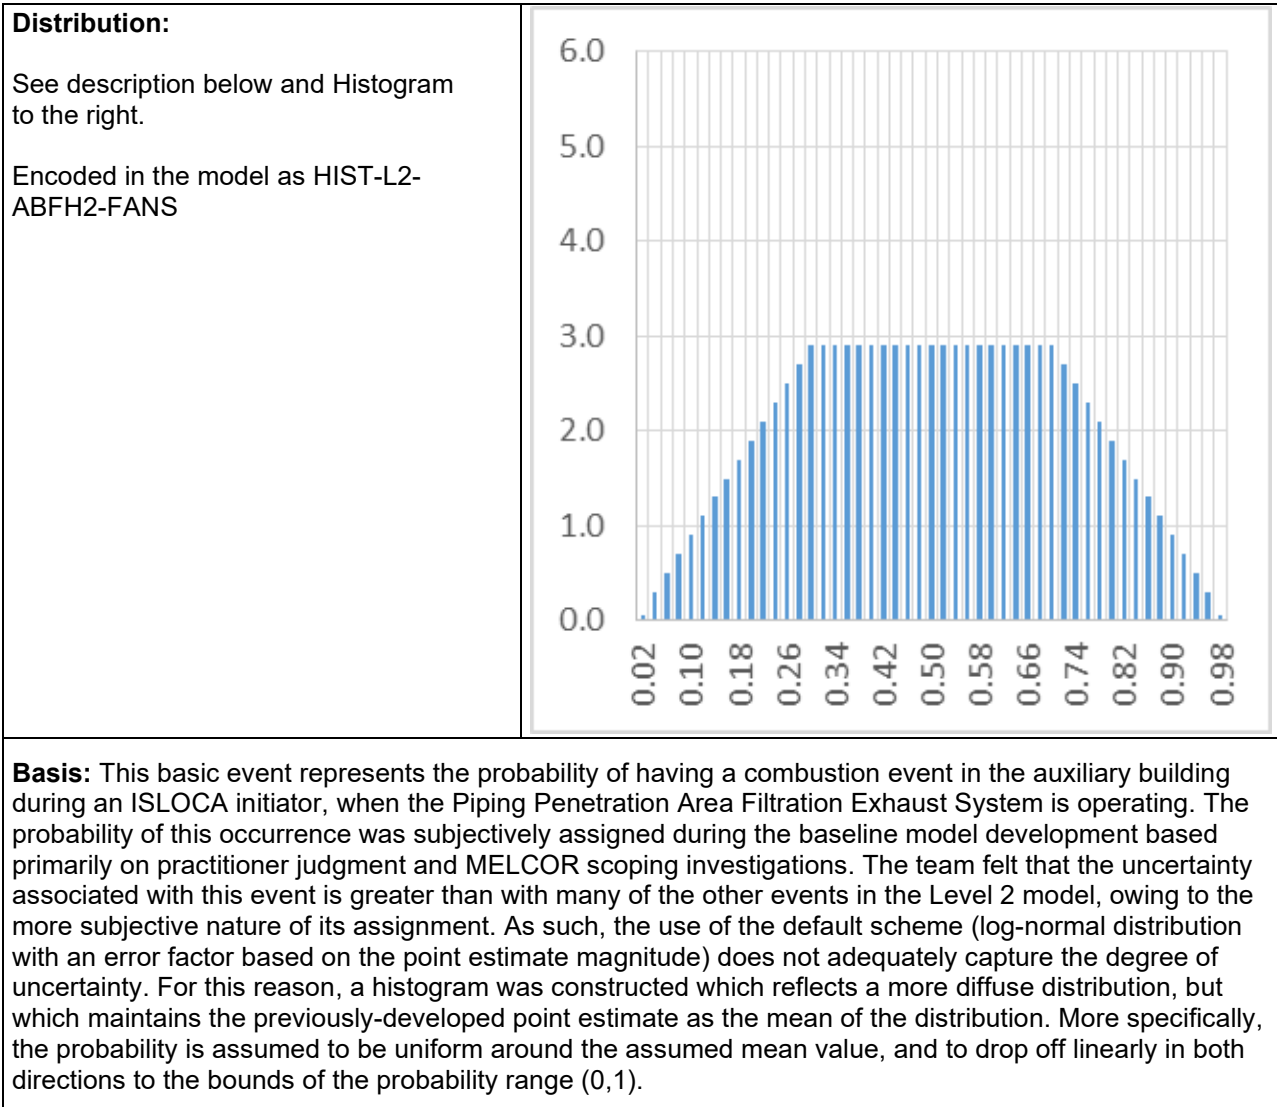 Distribution:
See description below and Histogram
to the right.
Encoded in the model as HIST-L2-
ABFH2-FANS
6.0
5.0
4.0
3.0
2.0
1.0
0.0
0.02
0.10
0.18
0.26
0.34
0.42
0.50
0.58
0.66
0.74
0.82
0.90
0.98
Basis: This basic event represents the probability of having a combustion event in the auxiliary building
during an ISLOCA initiator, when the Piping Penetration Area Filtration Exhaust System is operating. The
probability of this occurrence was subjectively assigned during the baseline model development based
primarily on practitioner judgment and MELCOR scoping investigations. The team felt that the uncertainty
associated with this event is greater than with many of the other events in the Level 2 model, owing to the
more subjective nature of its assignment. As such, the use of the default scheme (log-normal distribution
with an error factor based on the point estimate magnitude) does not adequately capture the degree of
uncertainty. For this reason, a histogram was constructed which reflects a more diffuse distribution, but
which maintains the previously-developed point estimate as the mean of the distribution. More specifically,
the probability is assumed to be uniform around the assumed mean value, and to drop off linearly in both
directions to the bounds of the probability range (0,1).